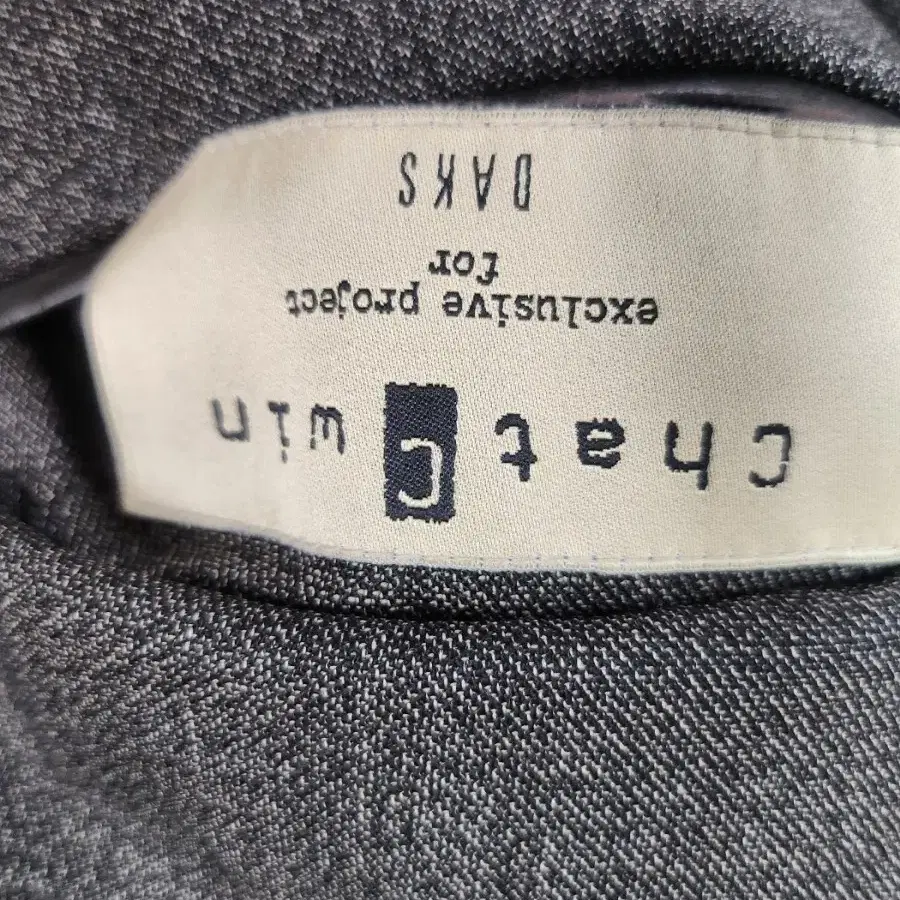 Chat C win
exclusive project
for
DAKS